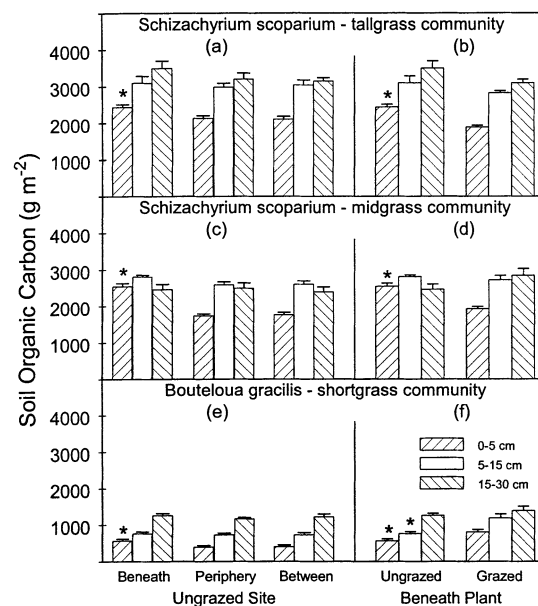 Schizachyrium scoparium - tallgrass community
(a)
(b)
4000
3000
2000
1000
*
*
Schizachyrium scoparium - midgrass community
(c)
(d)
4000
3000
2000
1000
*
*
Bouteloua gracilis - shortgrass community
(e)
(f)
4000
3000
2000
1000
*
* *
0-5 cm
5-15 cm
15-30 cm
Soil Organic Carbon (g m-2)
Beneath Periphery Between Ungrazed Grazed
Ungrazed Site Beneath Plant